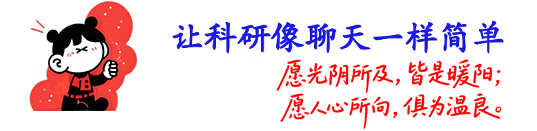 让科研像聊天一样简单
愿光阴所及，皆是暖阳；
愿人心所向，俱为温良。